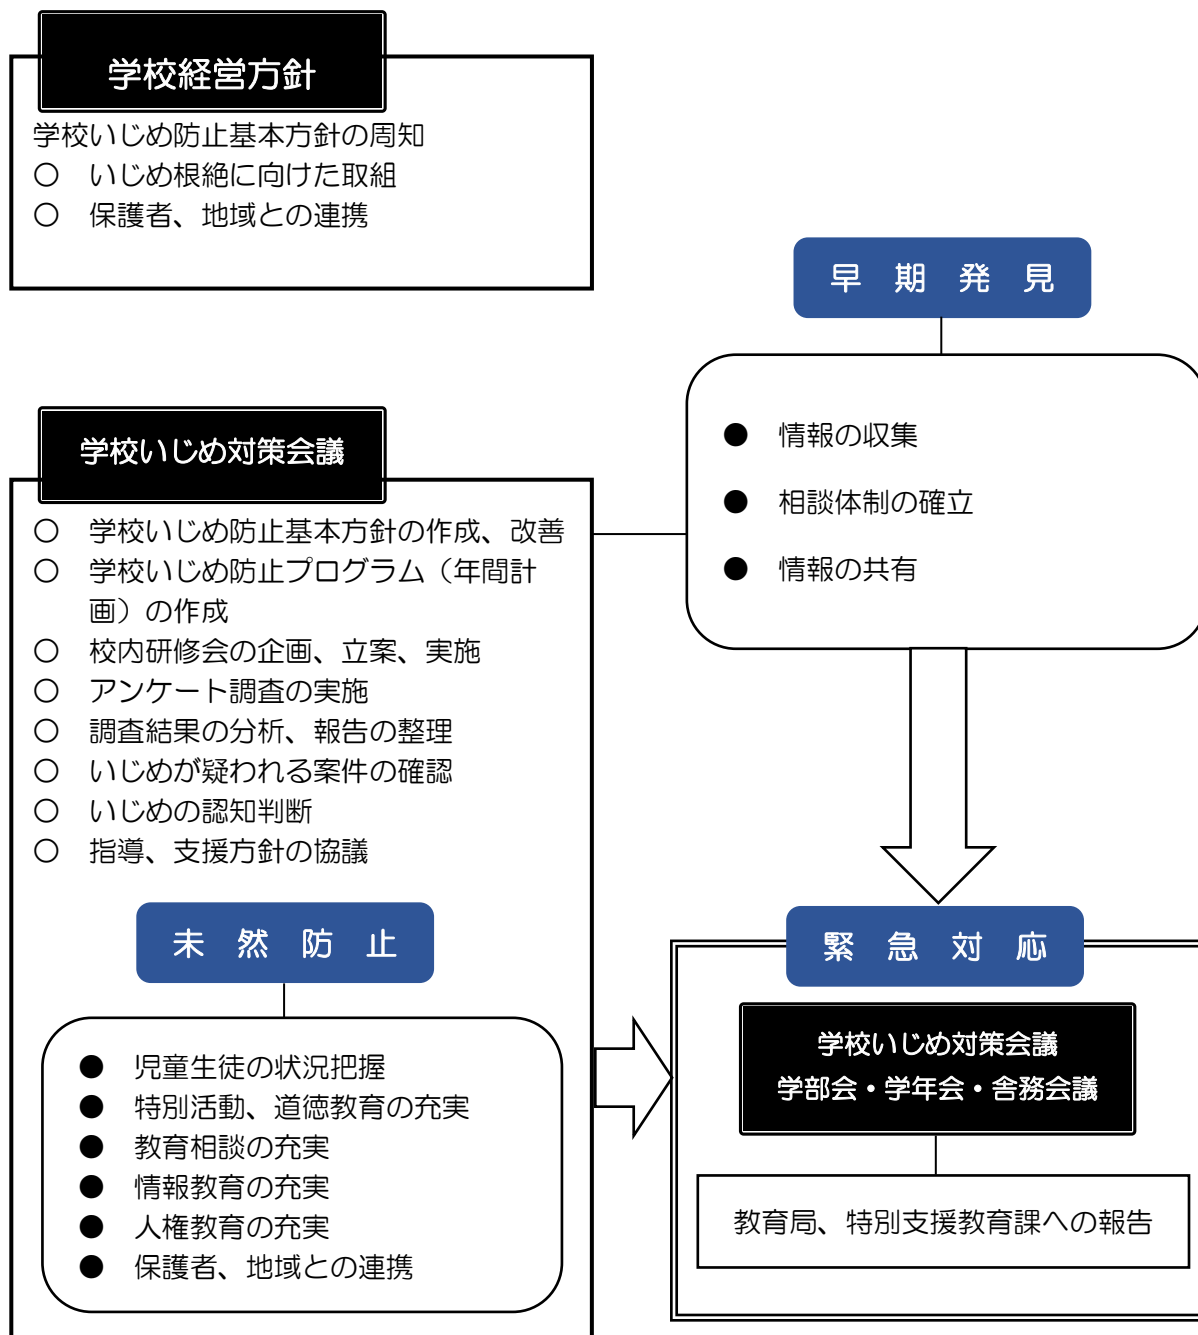 学校経営方針
学校いじめ防止基本方針の周知
○ いじめ根絶に向けた取組
○ 保護者、地域との連携
早期発見
● 情報の収集
● 相談体制の確立
● 情報の共有
学校いじめ対策会議
○ 学校いじめ防止基本方針の作成、改善
○ 学校いじめ防止プログラム（年間計
画）の作成
○ 校内研修会の企画、立案、実施
○ アンケート調査の実施
○ 調査結果の分析、報告の整理
○ いじめが疑われる案件の確認
○ いじめの認知判断
○ 指導、支援方針の協議
未然防止
● 児童生徒の状況把握
● 特別活動、道徳教育の充実
● 教育相談の充実
● 情報教育の充実
● 人権教育の充実
● 保護者、地域との連携
緊急対応
学校いじめ対策会議
学部会・学年会・舎務会議
教育局、特別支援教育課への報告